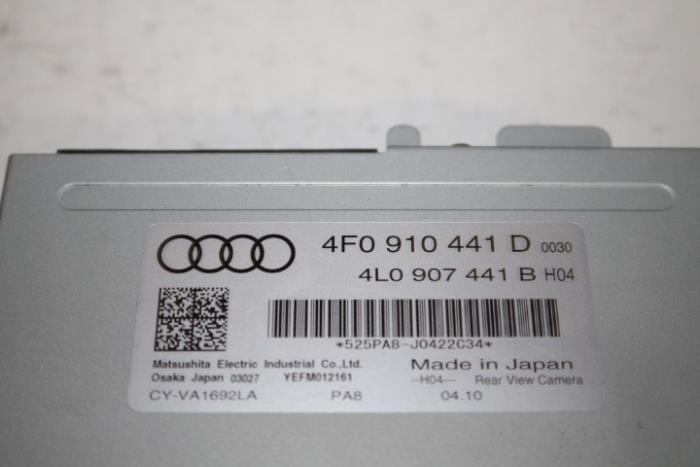 4F0 910 441 D 0030
4L0 907 441 B H04
*525PA8-J0422C34*
Matsushita Electric Industrial Co.,Ltd. Made in Japan
Osaka Japan 03027 YEFM012161 --H04--- Rear View Camera
CY-VA1692LA PA8 04.10